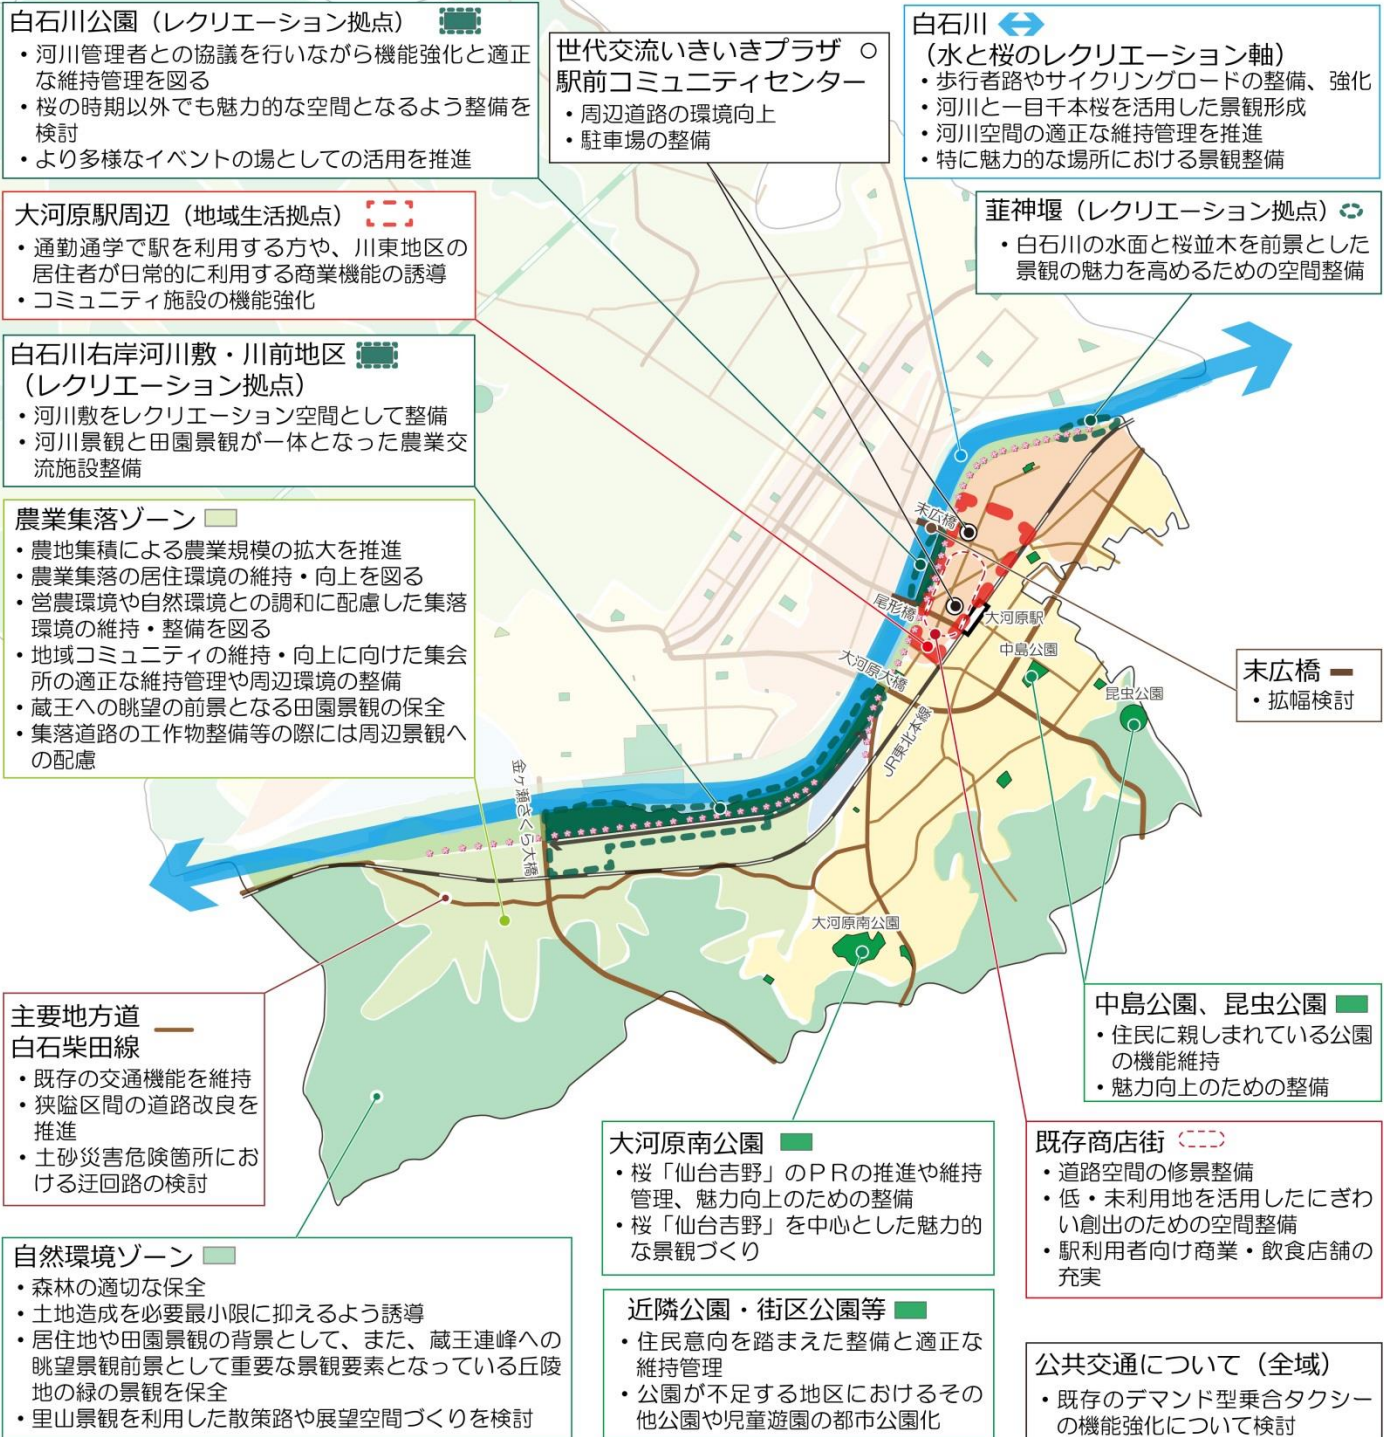 白石川公園（レクリエーション拠点）
・河川管理者との協議を行いながら機能強化と適正
な維持管理を図る
・桜の時期以外でも魅力的な空間となるよう整備を
検討
・より多様なイベントの場としての活用を推進
世代交流いきいきプラザ
駅前コミュニティセンター
・周辺道路の環境向上
・駐車場の整備
白石川
（水と桜のレクリエーション軸）
・歩行者路やサイクリングロードの整備、強化
・河川と一目千本桜を活用した景観形成
・河川空間の適正な維持管理を推進
・特に魅力的な場所における景観整備
大河原駅周辺（地域生活拠点）
・通勤通学で駅を利用する方や、川東地区の
居住者が日常的に利用する商業機能の誘導
・コミュニティ施設の機能強化
韮神堰（レクリエーション拠点）
・白石川の水面と桜並木を前景とした
景観の魅力を高めるための空間整備
白石川右岸河川敷・川前地区
（レクリエーション拠点）
・河川敷をレクリエーション空間として整備
・河川景観と田園景観が一体となった農業交
流施設整備
農業集落ゾーン
・農地集積による農業規模の拡大を推進
・農業集落の居住環境の維持・向上を図る
・営農環境や自然環境との調和に配慮した集落
環境の維持・整備を図る
・地域コミュニティの維持・向上に向けた集会
所の適正な維持管理や周辺環境の整備
・蔵王への眺望の前景となる田園景観の保全
・集落道路の工作物整備等の際には周辺景観へ
の配慮
末広橋
尾形橋
大河原駅
中島公園
大河原大橋
昆虫公園
JR東北本線
金ヶ瀬さくら大橋
大河原南公園
末広橋
・拡幅検討
主要地方道
白石柴田線
・既存の交通機能を維持
・狭隘区間の道路改良を
推進
・土砂災害危険箇所にお
ける迂回路の検討
中島公園、昆虫公園
・住民に親しまれている公園
の機能維持
・魅力向上のための整備
大河原南公園
・桜「仙台吉野」のＰＲの推進や維持
管理、魅力向上のための整備
・桜「仙台吉野」を中心とした魅力的
な景観づくり
既存商店街
・道路空間の修景整備
・低・未利用地を活用したにぎわ
い創出のための空間整備
・駅利用者向け商業・飲食店舗の
充実
自然環境ゾーン
・森林の適切な保全
・土地造成を必要最小限に抑えるよう誘導
・居住地や田園景観の背景として、また、蔵王連峰への
眺望景観前景として重要な景観要素となっている丘陵
地の緑の景観を保全
・里山景観を利用した散策路や展望空間づくりを検討
近隣公園・街区公園等
・住民意向を踏まえた整備と適正な
維持管理
・公園が不足する地区におけるその
他公園や児童遊園の都市公園化
公共交通について（全域）
・既存のデマンド型乗合タクシー
の機能強化について検討